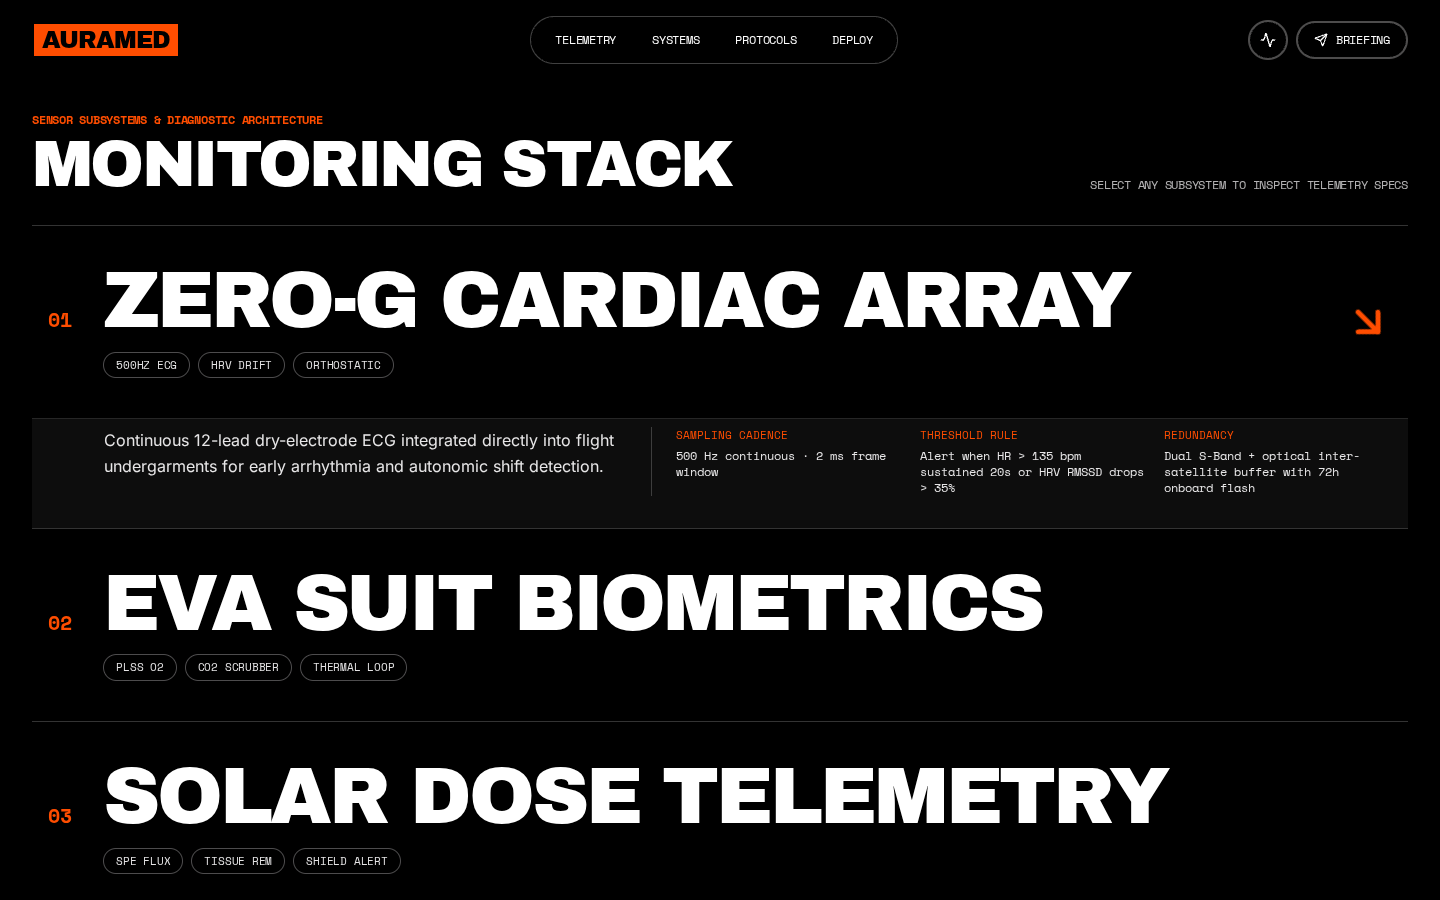 AURAMED
TELEMETRY
SYSTEMS
PROTOCOLS
DEPLOY
BRIEFING
SENSOR SUBSYSTEMS & DIAGNOSTIC ARCHITECTURE
MONITORING STACK
SELECT ANY SUBSYSTEM TO INSPECT TELEMETRY SPECS
01
ZERO-G CARDIAC ARRAY
500HZ ECG
HRV DRIFT
ORTHOSTATIC
Continuous 12-lead dry-electrode ECG integrated directly into flight
undergarments for early arrhythmia and autonomic shift detection.
SAMPLING CADENCE
500 Hz continuous · 2 ms frame
window
THRESHOLD RULE
Alert when HR > 135 bpm
sustained 20s or HRV RMSSD drops
> 35%
REDUNDANCY
Dual S-Band + optical inter-
satellite buffer with 72h
onboard flash
02
EVA SUIT BIOMETRICS
PLSS O2
CO2 SCRUBBER
THERMAL LOOP
03
SOLAR DOSE TELEMETRY
SPE FLUX
TISSUE REM
SHIELD ALERT